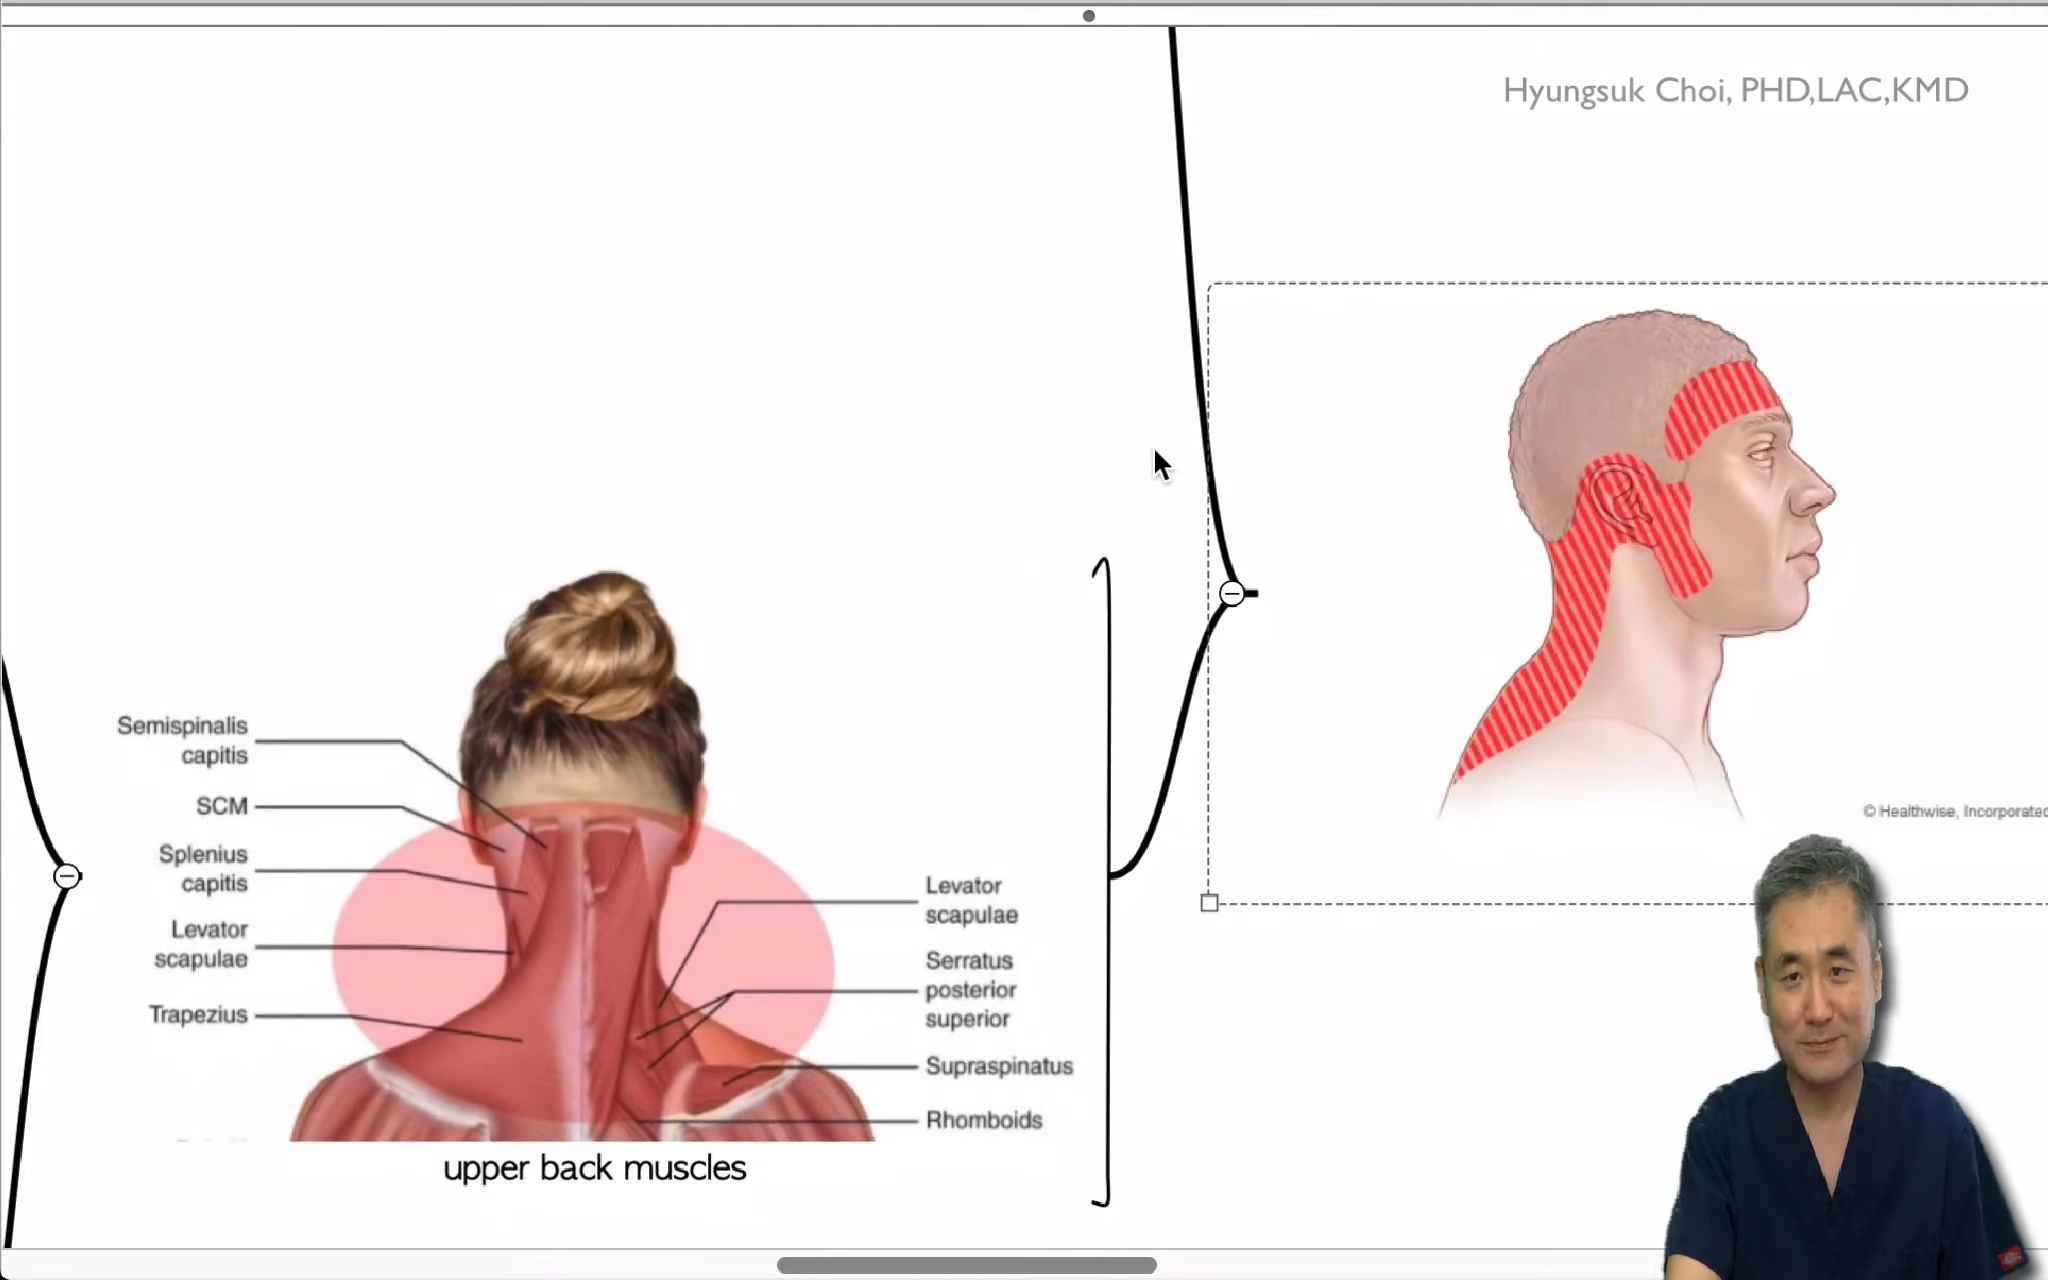 Hyungsuk Choi, PHD,LAC,KMD
Semispinalis
capitis
SCM
Splenius
capitis
Levator
scapulae
Trapezius
Levator
scapulae
Serratus
posterior
superior
Supraspinatus
Rhomboids
upper back muscles
© Healthwise, Incorporated